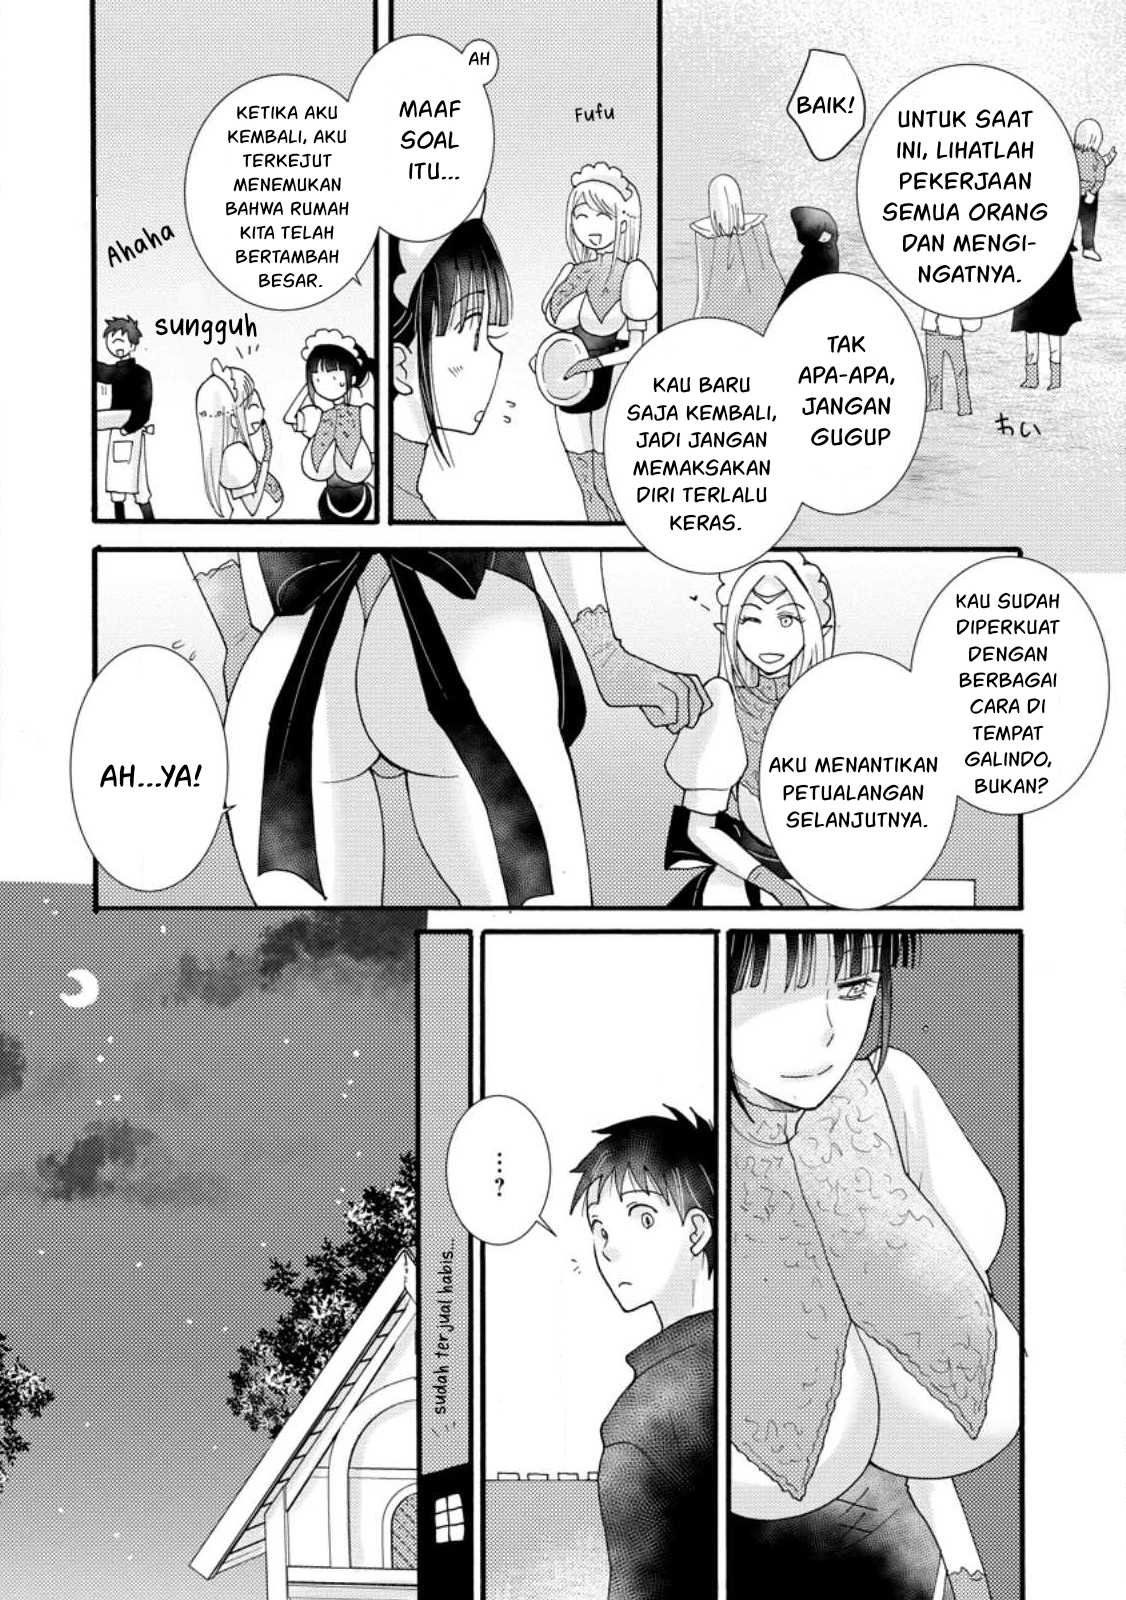 BAIK!
UNTUK SAAT
INI, LIHATLAH
PEKERJAAN
SEMUA ORANG
DAN MENGI-
NGATNYA.
TAK
APA-APA,
JANGAN
GUGUP
KAU BARU
SAJA KEMBALI,
JADI JANGAN
MEMAKSAKAN
DIRI TERLALU
KERAS.
わい
Fufu
AH
MAAF
SOAL
ITU...
KETIKA AKU
KEMBALI, AKU
TERKEJUT
MENEMUKAN
BAHWA RUMAH
KITA TELAH
BERTAMBAH
BESAR.
Ahaha
sungguh
KAU SUDAH
DIPERKUAT
DENGAN
BERBAGAI
CARA DI
TEMPAT
GALINDO,
BUKAN?
AKU MENANTIKAN
PETUALANGAN
SELANJUTNYA.
AH...YA!
...?
sudah terjual habis...